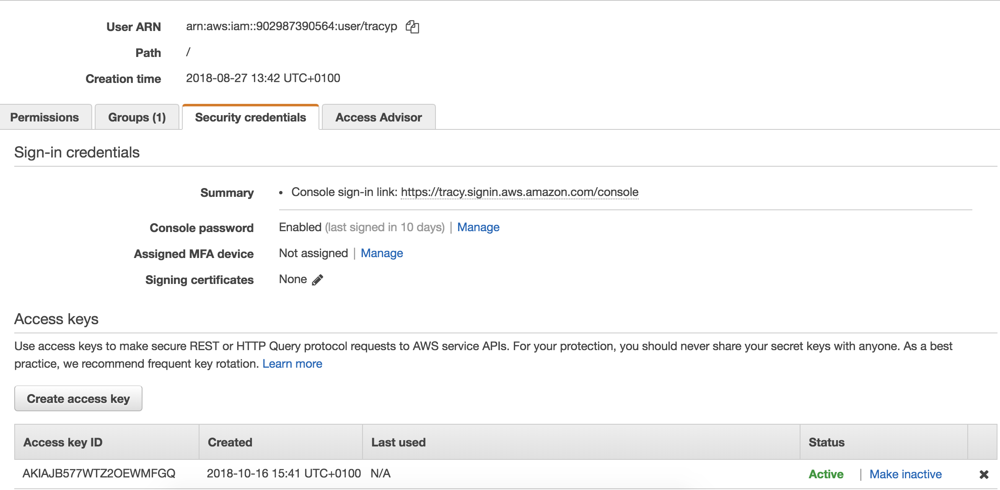 User ARN arn:aws:iam::902987390564:user/tracyp
Path /
Creation time 2018-08-27 13:42 UTC+0100
Permissions Groups (1) Security credentials Access Advisor
Sign-in credentials
Summary • Console sign-in link: https://tracy.signin.aws.amazon.com/console
Console password Enabled (last signed in 10 days) | Manage
Assigned MFA device Not assigned | Manage
Signing certificates None
Access keys
Use access keys to make secure REST or HTTP Query protocol requests to AWS service APIs. For your protection, you should never share your secret keys with anyone. As a best
practice, we recommend frequent key rotation. Learn more
Create access key
Access key ID Created Last used Status
AKIAJB577WTZ2OEWMFGQ 2018-10-16 15:41 UTC+0100 N/A Active | Make inactive